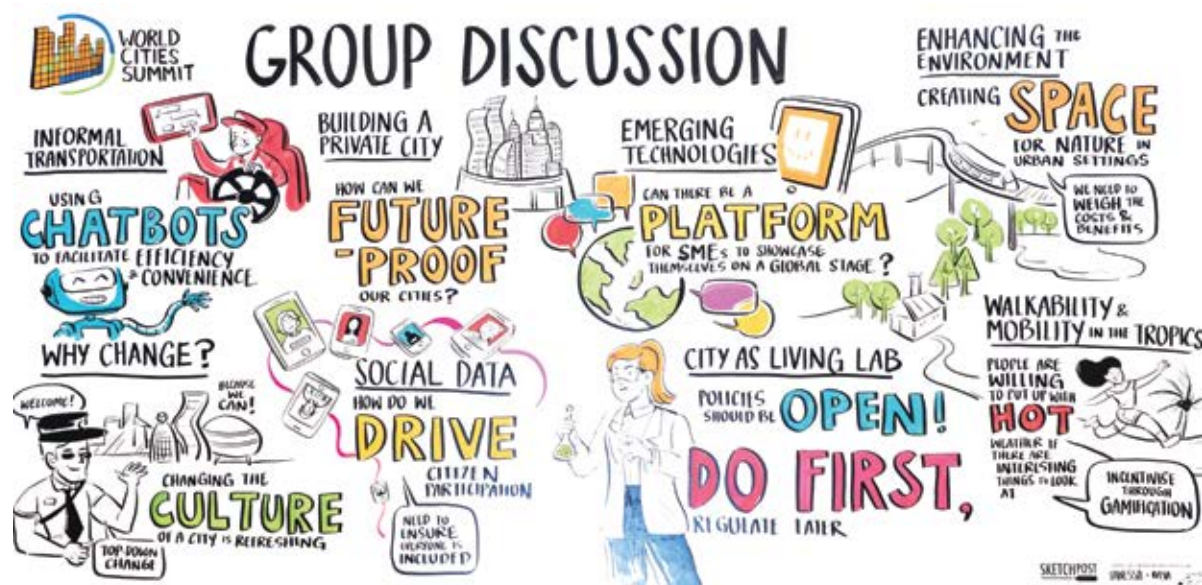 WORLD
CITIES
SUMMIT
GROUP DISCUSSION
INFORMAL
TRANSPORTATION
USING
CHATBOTS
TO FACILITATE EFFICIENCY
& CONVENIENCE
BUILDING A
PRIVATE CITY
HOW CAN WE
FUTURE
-PROOF
OUR CITIES?
EMERGING
TECHNOLOGIES
CAN THERE BE A
PLATFORM
FOR SMEs TO SHOWCASE
THEMSELVES ON A GLOBAL STAGE?
ENHANCING THE
ENVIRONMENT
CREATING SPACE
FOR NATURE IN
URBAN SETTINGS
WE NEED TO
WEIGH THE
COSTS &
BENEFITS
WHY CHANGE?
WELCOME!
BECAUSE
WE
CAN!
CHANGING THE
CULTURE
OF A CITY IS REFRESHING
TOP-DOWN
CHANGE
SOCIAL DATA
HOW DO WE
DRIVE
CITIZEN
PARTICIPATION
NEED TO
ENSURE
EVERYONE IS
INCLUDED
CITY AS LIVING LAB
POLICIES
SHOULD BE OPEN!
DO FIRST,
REGULATE LATER
WALKABILITY &
MOBILITY IN THE TROPICS
PEOPLE ARE
WILLING
TO PUT UP WITH
HOT
WEATHER IF
THERE ARE
INTERESTING
THINGS TO LOOK
AT
INCENTIVISE
THROUGH
GAMIFICATION
SKETCHPOST